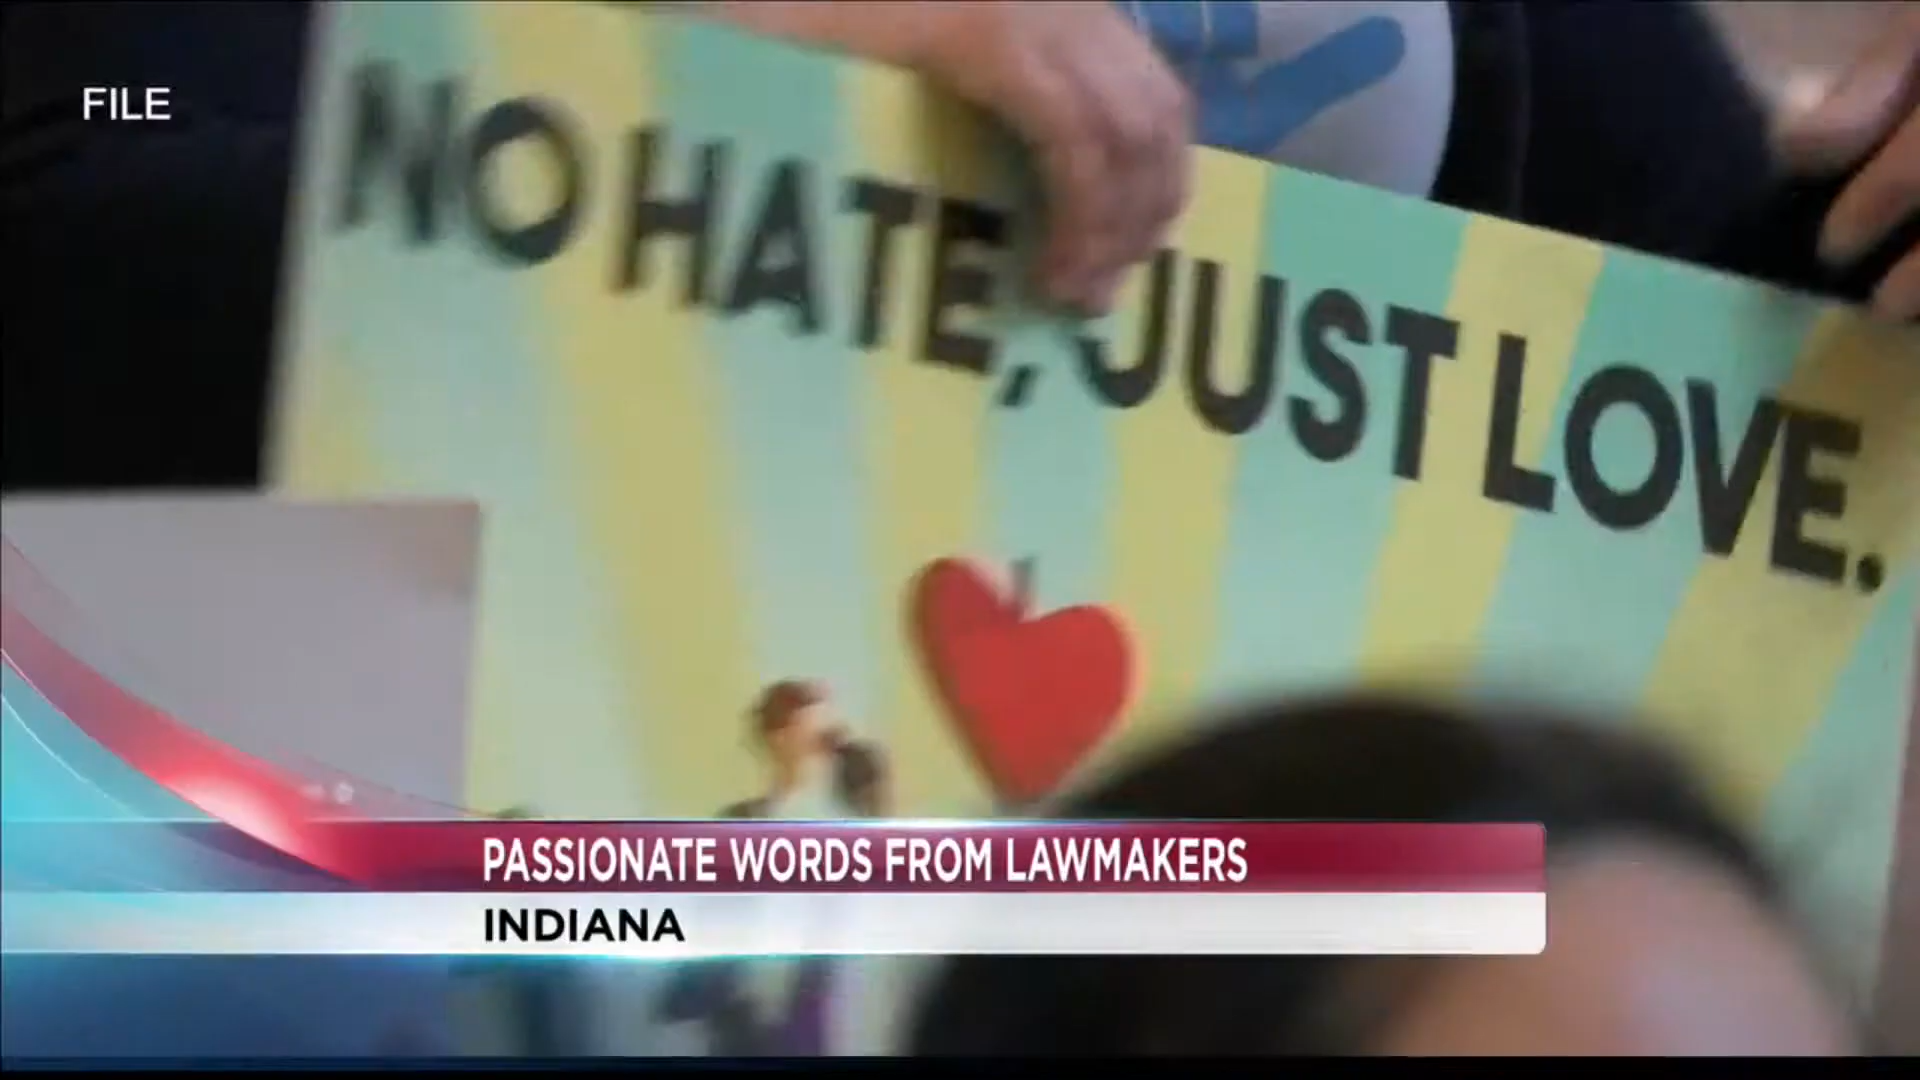 FILE
NO HATE, JUST LOVE.
PASSIONATE WORDS FROM LAWMAKERS
INDIANA